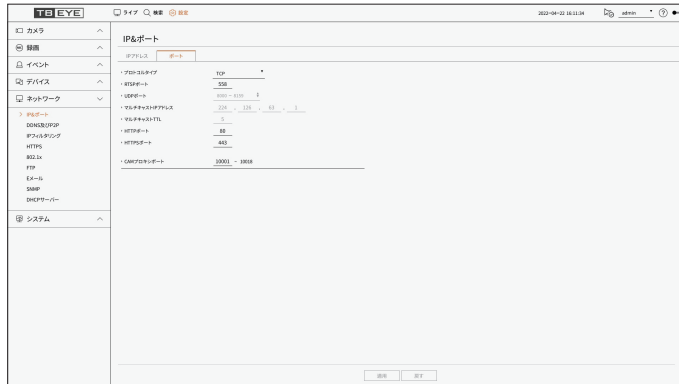 TB EYE
ライブ 検索 設定
2022-04-22 16:11:34 admin ?
カメラ
録画
イベント
デバイス
ネットワーク
> IP&ポート
DDNS及びP2P
IPフィルタリング
HTTPS
802.1x
FTP
Eメール
SNMP
DHCPサーバー
システム
IP&ポート
IPアドレス ポート
・プロトコルタイプ TCP
・RTSPポート 558
・UDPポート
・マルチキャストIPアドレス 224 . 126 . 63 . 1
・マルチキャストTTL 5
・HTTPポート 80
・HTTPSポート 443
・CAMプロキシポート 10001 ~ 10018
適用 戻す